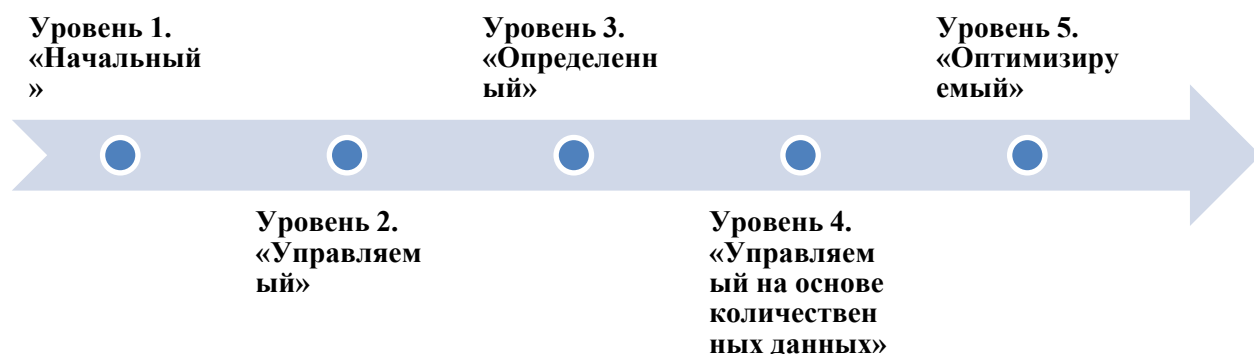 Уровень 1.
«Начальный
»
Уровень 2.
«Управляем
ый»
Уровень 3.
«Определенн
ый»
Уровень 4.
«Управляем
ый на основе
количествен
ных данных»
Уровень 5.
«Оптимизиру
емый»